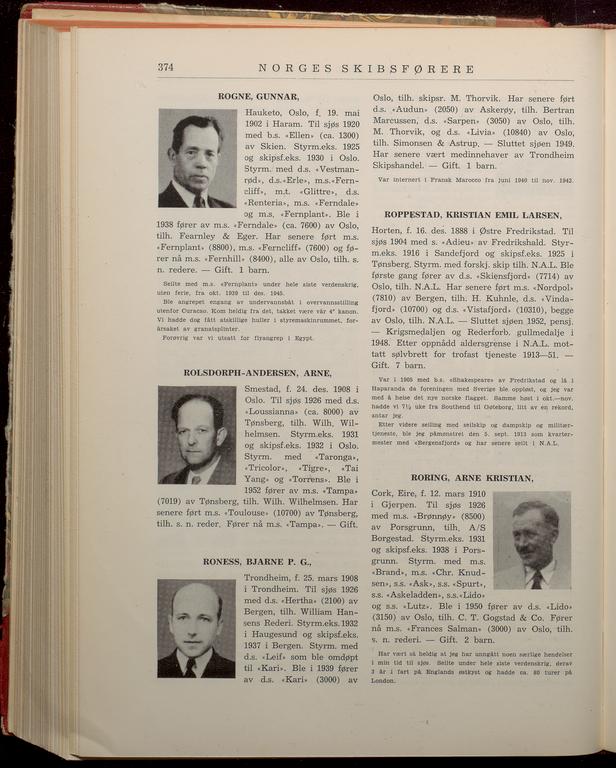 374
NORGES SKIBSFØRERE
ROGNE, GUNNAR,
Hauketo, Oslo, f. 19. mai
1902 i Haram. Til sjøs 1920
med b.s. «Ellen» (ca. 1300)
av Skien. Styrm.eks. 1925
og skipsf.eks. 1930 i Oslo.
Styrm. med d.s. «Vestman-
rød», d.s.«Erle», m.s.«Fern-
cliff», m.t. «Glittre», d.s.
«Renteria», m.s. «Ferndale»
og m.s. «Fernplant». Ble i
1938 fører av m.s. «Ferndale» (ca. 7600) av Oslo,
tilh. Fearnley & Eger. Har senere ført m.s.
«Fernplant» (8800), m.s. «Ferncliff» (7600) og fø-
rer nå m.s. «Fernhill» (8400), alle av Oslo, tilh. s.
n. redere. — Gift. 1 barn.
Seilte med m.s. «Fernplant» under hele siste verdenskrig,
uten ferie, fra okt. 1939 til des. 1945.
Ble angrepet engang av undervannsbåt i overvannsstilling
utenfor Curacao. Kom heldig fra det, takket være vår 4" kanon.
Vi hadde dog fått atskillige huller i styremaskinrummet, for-
årsaket av granatsplinter.
Forøvrig var vi utsatt for flyangrep i Egypt.
ROLSDORPH-ANDERSEN, ARNE,
Smestad, f. 24. des. 1908 i
Oslo. Til sjøs 1926 med d.s.
«Loussianna» (ca. 8000) av
Tønsberg, tilh. Wilh. Wil-
helmsen. Styrm.eks. 1931
og skipsf.eks. 1932 i Oslo.
Styrm. med «Taronga»,
«Tricolor», «Tigre», «Tai
Yang» og «Torrens». Ble i
1952 fører av m.s. «Tampa»
(7019) av Tønsberg, tilh. Wilh. Wilhelmsen. Har
senere ført m.s. «Toulouse» (10700) av Tønsberg,
tilh. s. n. reder. Fører nå m.s. «Tampa». — Gift.
RONESS, BJARNE P. G.,
Trondheim, f. 25. mars 1908
i Trondheim. Til sjøs 1926
med d.s. «Hertha» (2100) av
Bergen, tilh. William Han-
sens Rederi. Styrm.eks.1932
i Haugesund og skipsf.eks.
1937 i Bergen. Styrm. med
d.s. «Leif» som ble omdøpt
til «Kari». Ble i 1939 fører
av d.s. «Kari» (3000) av
Oslo, tilh. skipsr. M. Thorvik. Har senere ført
d.s. «Audun» (2050) av Askerøy, tilh. Bertran
Marcussen, d.s. «Sarpen» (3050) av Oslo, tilh.
M. Thorvik, og d.s. «Livia» (10840) av Oslo,
tilh. Simonsen & Astrup. — Sluttet sjøen 1949.
Har senere vært medinnehaver av Trondheim
Skipshandel. — Gift. 1 barn.
Var internert i Fransk Marocco fra juni 1940 til nov. 1942.
ROPPESTAD, KRISTIAN EMIL LARSEN,
Horten, f. 16. des. 1888 i Østre Fredrikstad. Til
sjøs 1904 med s. «Adieu» av Fredrikshald. Styr-
m.eks. 1916 i Sandefjord og skipsf.eks. 1925 i
Tønsberg. Styrm. med forskj. skip tilh. N.A.L. Ble
første gang fører av d.s. «Skiensfjord» (7714) av
Oslo, tilh. N.A.L. Har senere ført m.s. «Nordpol»
(7810) av Bergen, tilh. H. Kuhnle, d.s. «Vinda-
fjord» (10700) og d.s. «Vistafjord» (10310), begge
av Oslo, tilh. N.A.L. — Sluttet sjøen 1952, pensj.
— Krigsmedaljen og Rederforb. gullmedalje i
1948. Etter oppnådd aldersgrense i N.A.L. mot-
tatt sølvbrett for trofast tjeneste 1913—51. —
Gift. 7 barn.
Var i 1905 med b.s. «Shakespeare» av Fredrikstad og lå i
Haparanda da foreningen med Sverige ble oppløst, og jeg var
med å heise det nye norske flagget. Samme høst i okt.—nov.
hadde vi 7½ uke fra Southend til Gøteborg, litt av en rekord,
antar jeg.
Etter videre seiling med seilskip og dampskip og militær-
tjeneste, ble jeg påmønstret den 5. sept. 1913 som kvarter-
mester med «Bergensfjord» og har senere seilt i N.A.L.
RORING, ARNE KRISTIAN,
Cork, Eire, f. 12. mars 1910
i Gjerpen. Til sjøs 1926
med m.s. «Brønnøy» (8500)
av Porsgrunn, tilh. A/S
Borgestad. Styrm.eks. 1931
og skipsf.eks. 1938 i Pors-
grunn. Styrm. med m.s.
«Brand», m.s. «Chr. Knud-
sen», s.s. «Ask», s.s. «Spurt»,
s.s. «Askeladden», s.s.«Lido»
og s.s. «Lutz». Ble i 1950 fører av d.s. «Lido»
(3150) av Oslo, tilh. C. T. Gogstad & Co. Fører
nå m.s. «Frances Salman» (3000) av Oslo, tilh.
s. n. rederi. — Gift. 2 barn.
Har vært så heldig at jeg har unngått noen særlige hendelser
i min tid til sjøs. Seilte under hele siste verdenskrig, derav
3 år i fart på Englands østkyst og hadde ca. 80 turer på
London.